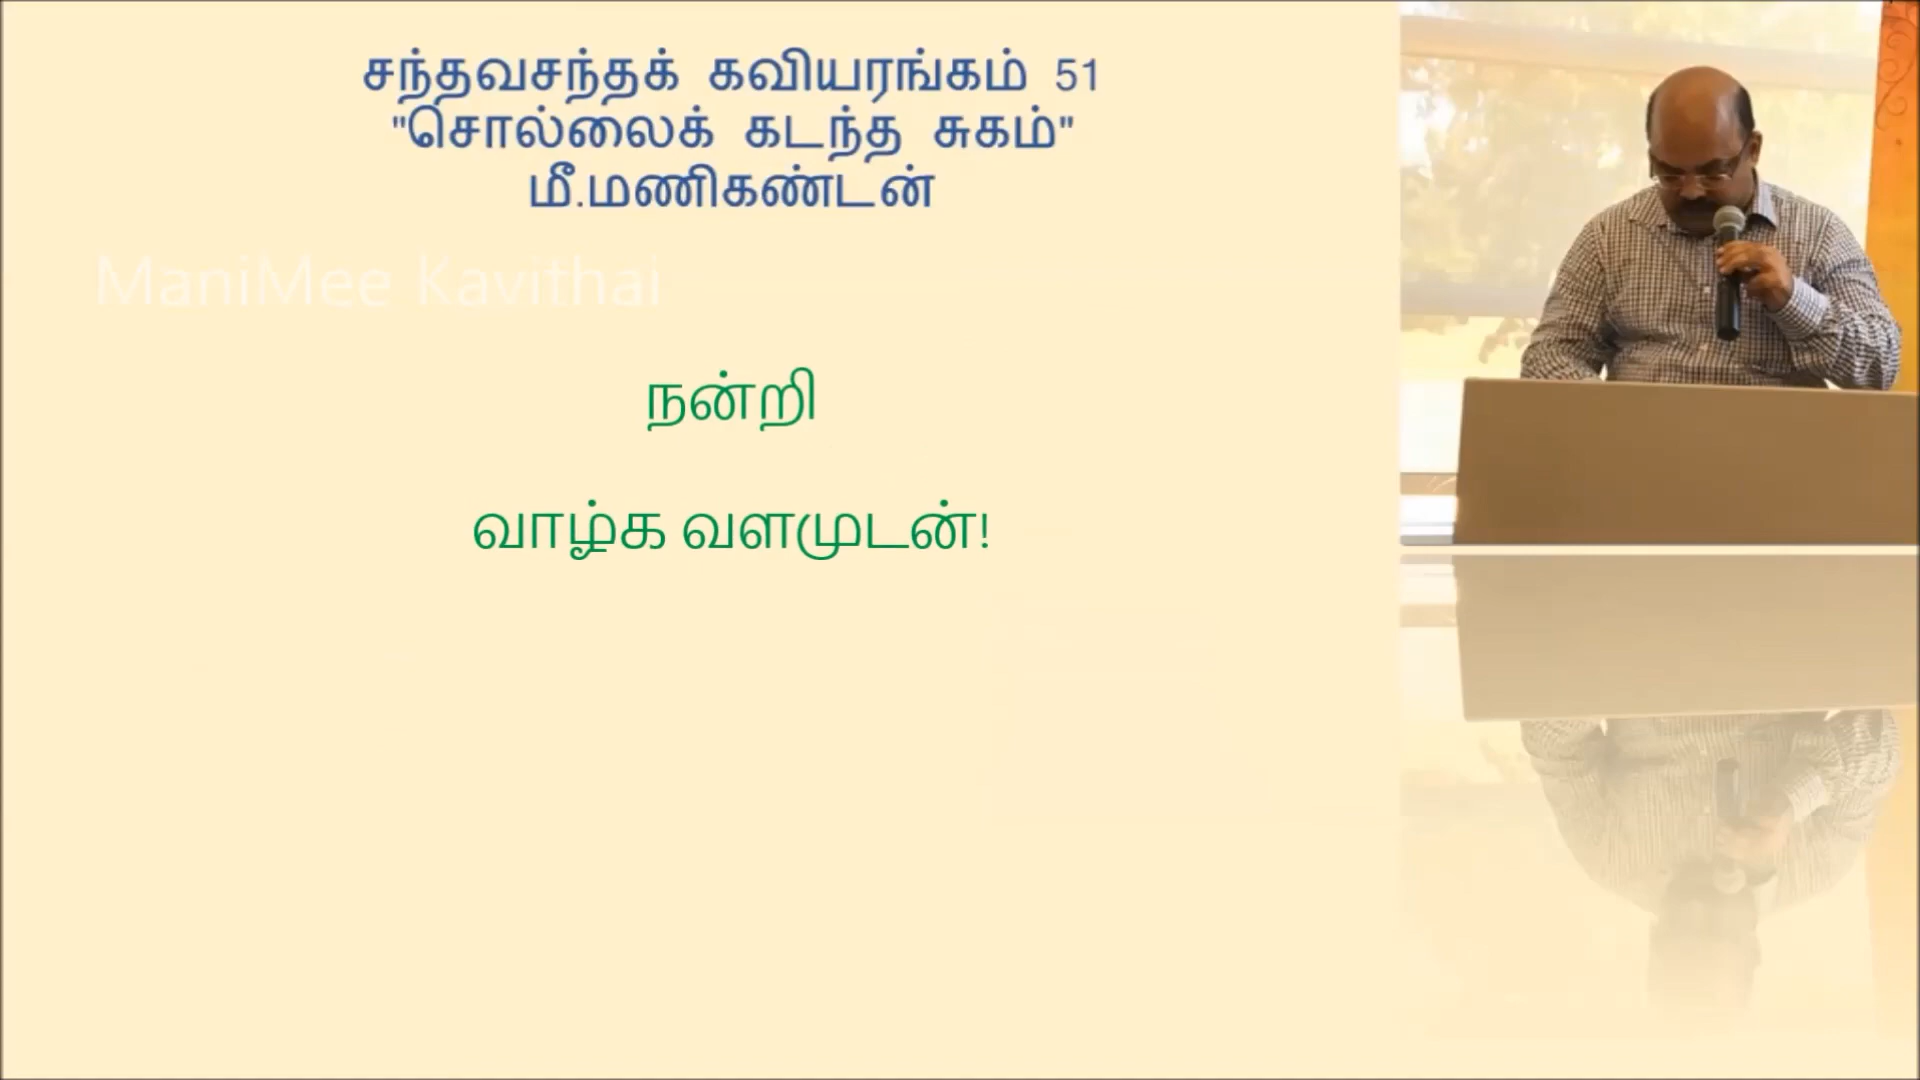 சந்தவசந்தக் கவியரங்கம் 51
"சொல்லைக் கடந்த சுகம்"
மீ.மணிகண்டன்
ManiMee Kavithai
நன்றி
வாழ்க வளமுடன்!